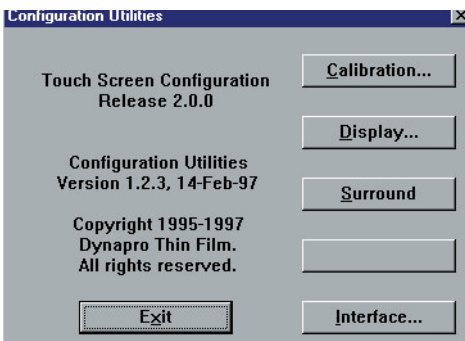 Configuration Utilities
Touch Screen Configuration
Release 2.0.0
Configuration Utilities
Version 1.2.3, 14-Feb-97
Copyright 1995-1997
Dynapro Thin Film.
All rights reserved.
Exit
Calibration...
Display...
Surround
Interface...